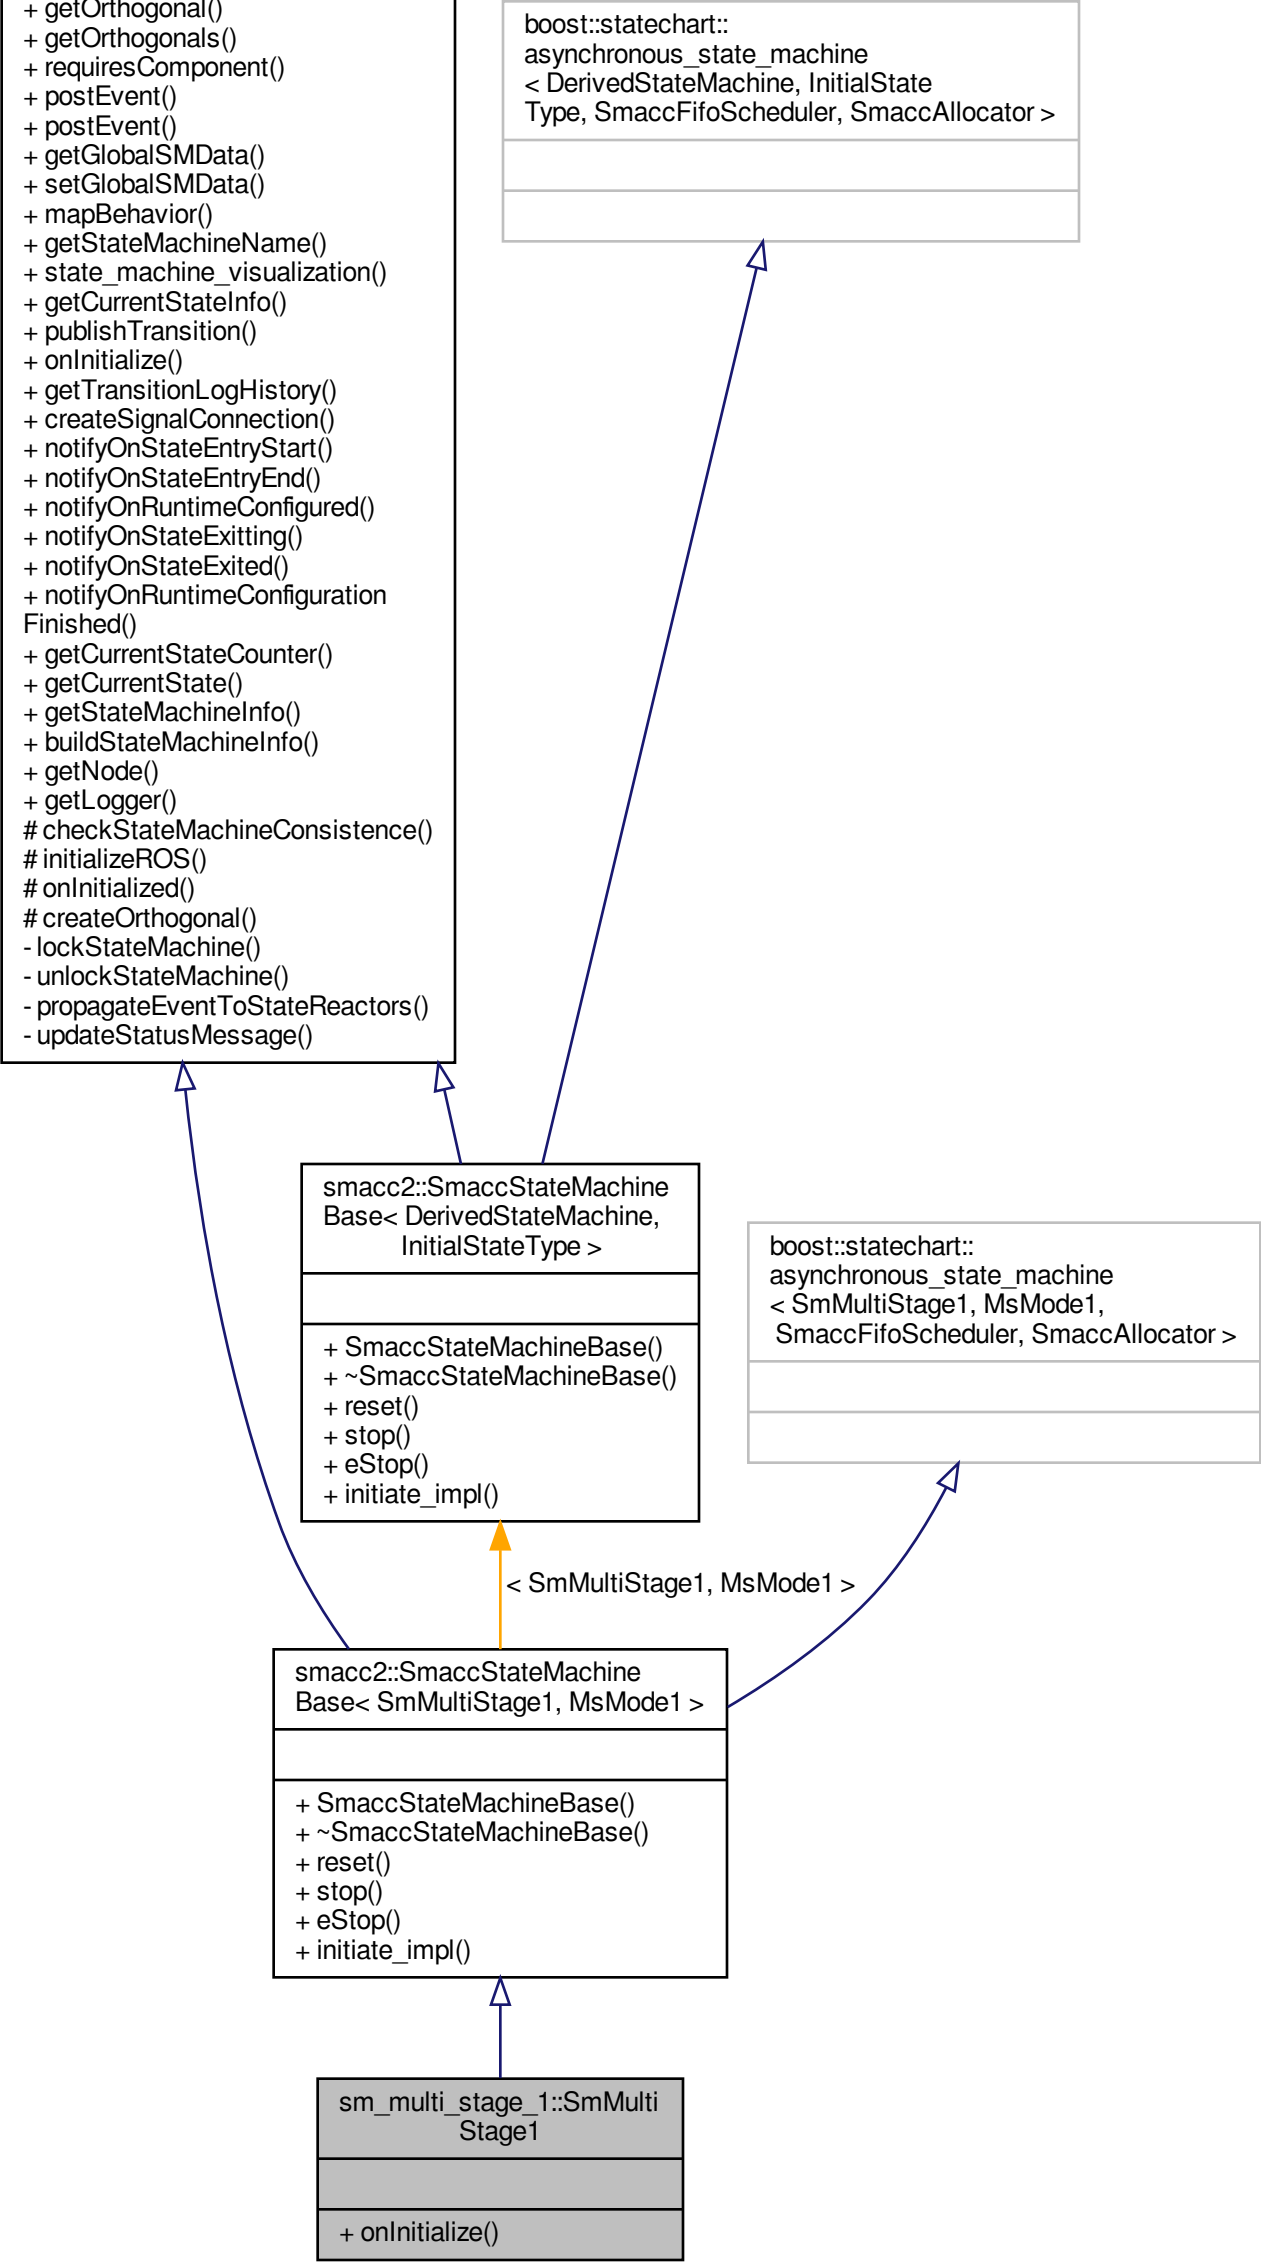 + getOrthogonal()
+ getOrthogonals()
+ requiresComponent()
+ postEvent()
+ postEvent()
+ getGlobalSMData()
+ setGlobalSMData()
+ mapBehavior()
+ getStateMachineName()
+ state_machine_visualization()
+ getCurrentStateInfo()
+ publishTransition()
+ onInitialize()
+ getTransitionLogHistory()
+ createSignalConnection()
+ notifyOnStateEntryStart()
+ notifyOnStateEntryEnd()
+ notifyOnRuntimeConfigured()
+ notifyOnStateExitting()
+ notifyOnStateExited()
+ notifyOnRuntimeConfiguration
Finished()
+ getCurrentStateCounter()
+ getCurrentState()
+ getStateMachineInfo()
+ buildStateMachineInfo()
+ getNode()
+ getLogger()
# checkStateMachineConsistence()
# initializeROS()
# onInitialized()
# createOrthogonal()
- lockStateMachine()
- unlockStateMachine()
- propagateEventToStateReactors()
- updateStatusMessage()
boost::statechart::
asynchronous_state_machine
< DerivedStateMachine, InitialState
Type, SmaccFifoScheduler, SmaccAllocator >
smacc2::SmaccStateMachine
Base< DerivedStateMachine,
InitialStateType >
+ SmaccStateMachineBase()
+ ~SmaccStateMachineBase()
+ reset()
+ stop()
+ eStop()
+ initiate_impl()
boost::statechart::
asynchronous_state_machine
< SmMultiStage1, MsMode1,
SmaccFifoScheduler, SmaccAllocator >
< SmMultiStage1, MsMode1 >
smacc2::SmaccStateMachine
Base< SmMultiStage1, MsMode1 >
+ SmaccStateMachineBase()
+ ~SmaccStateMachineBase()
+ reset()
+ stop()
+ eStop()
+ initiate_impl()
sm_multi_stage_1::SmMulti
Stage1
+ onInitialize()